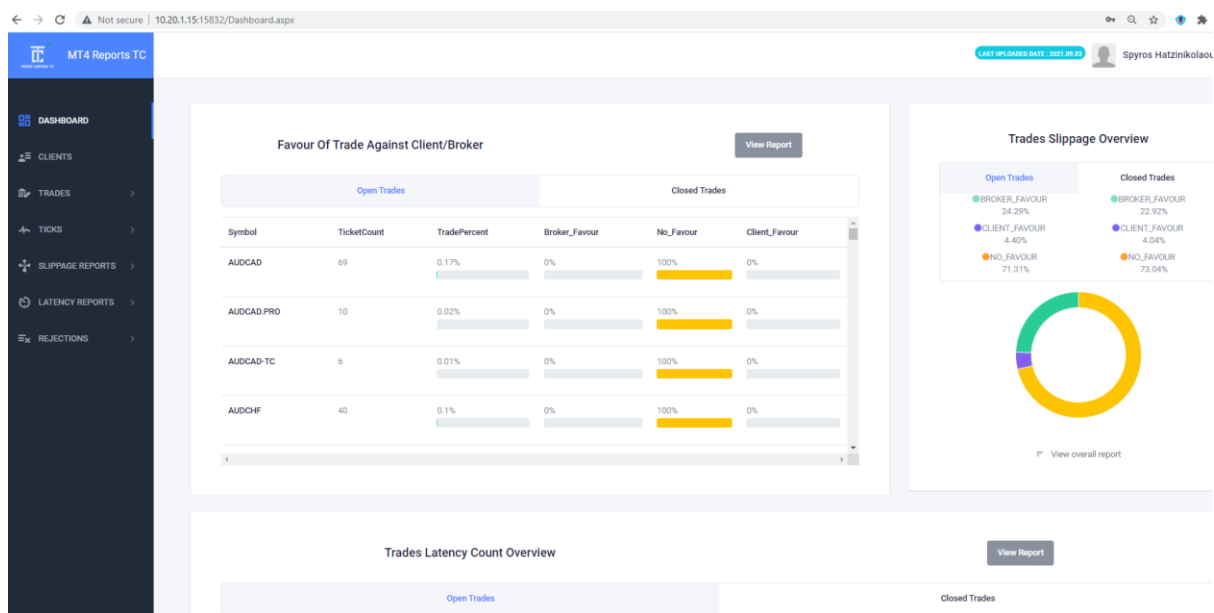 Not secure | 10.20.1.15:15832/Dashboard.aspx
TC
MT4 Reports TC
LAST UPLOADED DATE : 2021.09.03
Spyros Hatzinikolaou
DASHBOARD
CLIENTS
TRADES
TICKS
SLIPPAGE REPORTS
LATENCY REPORTS
REJECTIONS
Favour Of Trade Against Client/Broker
View Report
Open Trades Closed Trades
Symbol TicketCount TradePercent Broker_Favour No_Favour Client_Favour
AUDCAD 69 0.17% 0% 100% 0%
AUDCAD.PRO 10 0.02% 0% 100% 0%
AUDCAD-TC 6 0.01% 0% 100% 0%
AUDCHF 40 0.1% 0% 100% 0%
Trades Slippage Overview
Open Trades Closed Trades
BROKER_FAVOUR BROKER_FAVOUR
24.29% 22.92%
CLIENT_FAVOUR CLIENT_FAVOUR
4.40% 4.04%
NO_FAVOUR NO_FAVOUR
71.31% 73.04%
View overall report
Trades Latency Count Overview
View Report
Open Trades Closed Trades